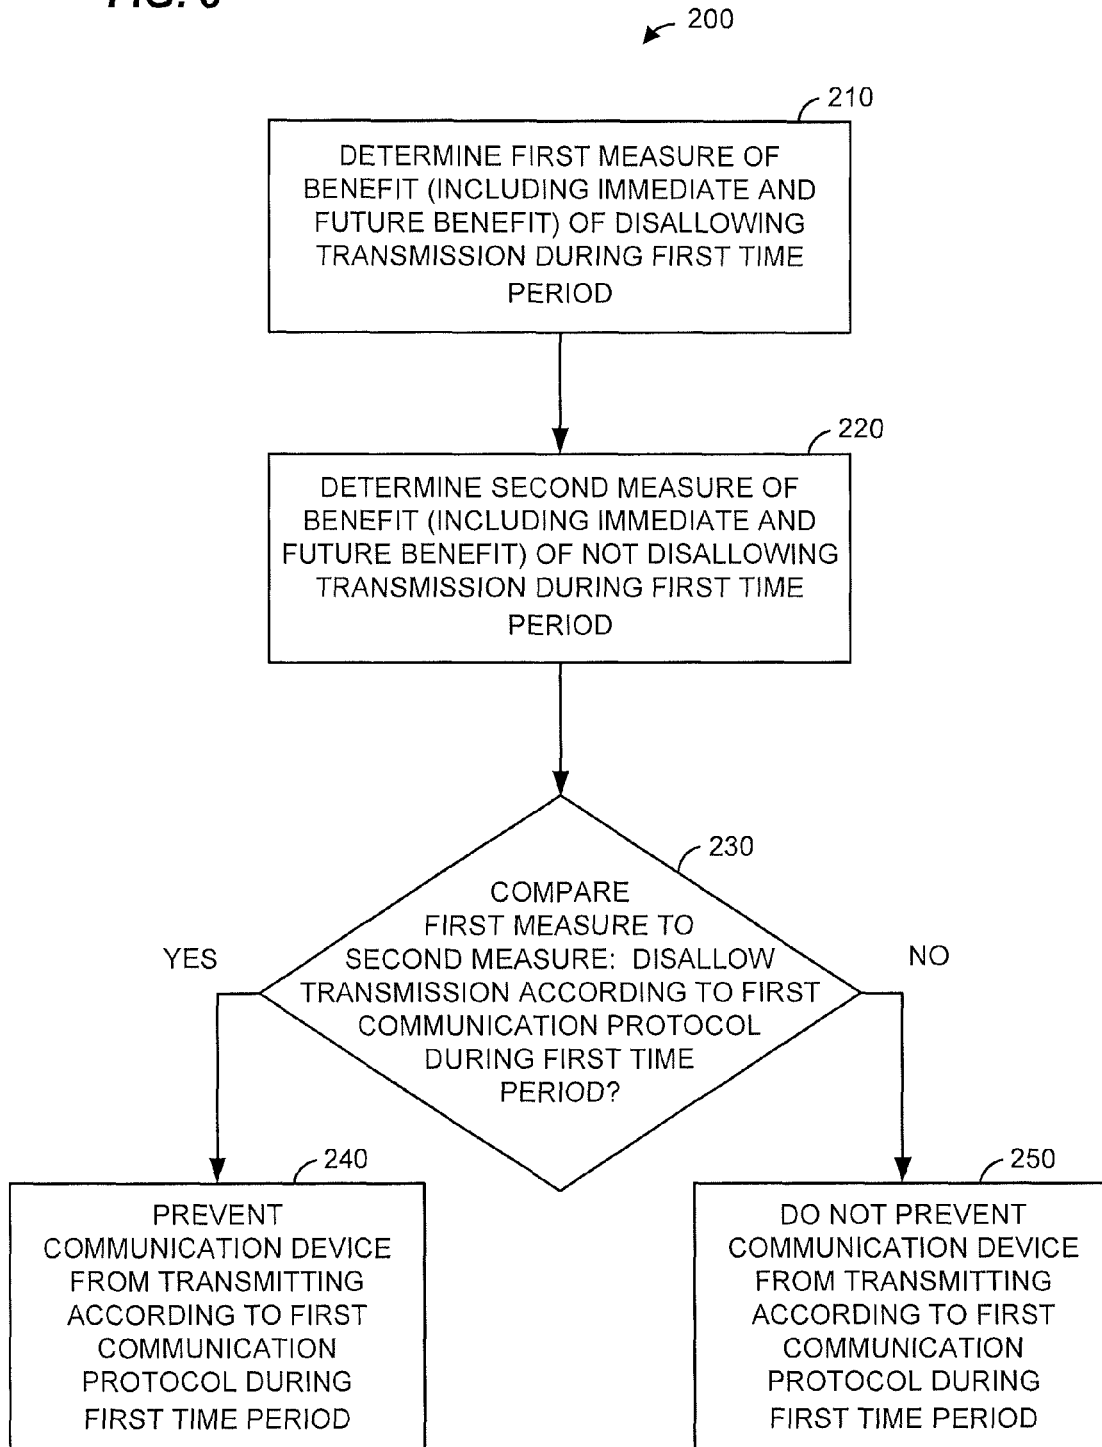 200
210
DETERMINE FIRST MEASURE OF
BENEFIT (INCLUDING IMMEDIATE AND
FUTURE BENEFIT) OF DISALLOWING
TRANSMISSION DURING FIRST TIME
PERIOD
220
DETERMINE SECOND MEASURE OF
BENEFIT (INCLUDING IMMEDIATE AND
FUTURE BENEFIT) OF NOT DISALLOWING
TRANSMISSION DURING FIRST TIME
PERIOD
230
COMPARE
FIRST MEASURE TO
SECOND MEASURE: DISALLOW
TRANSMISSION ACCORDING TO FIRST
COMMUNICATION PROTOCOL
DURING FIRST TIME
PERIOD?
YES
NO
240
PREVENT
COMMUNICATION DEVICE
FROM TRANSMITTING
ACCORDING TO FIRST
COMMUNICATION
PROTOCOL DURING
FIRST TIME PERIOD
250
DO NOT PREVENT
COMMUNICATION DEVICE
FROM TRANSMITTING
ACCORDING TO FIRST
COMMUNICATION
PROTOCOL DURING
FIRST TIME PERIOD